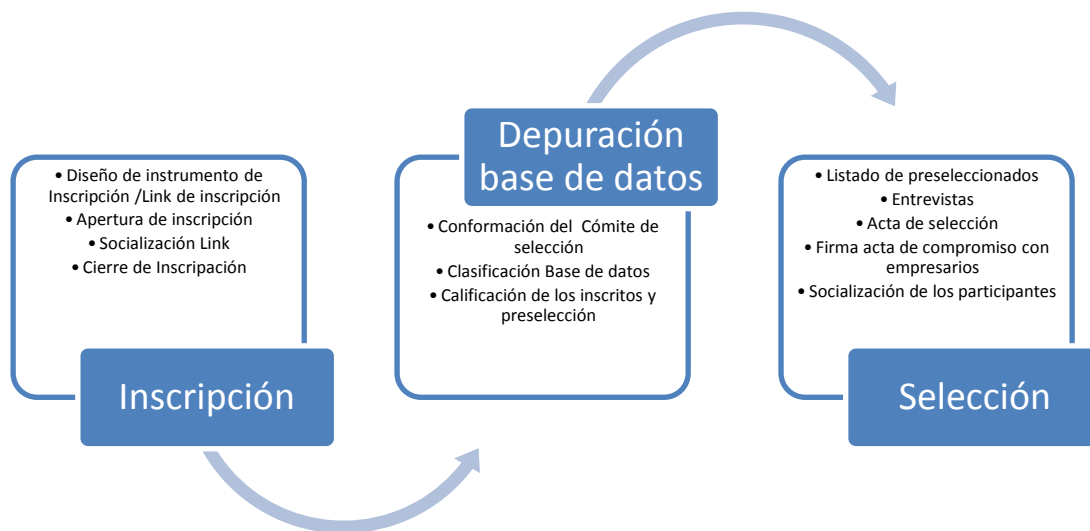 • Diseño de instrumento de
Inscripción /Link de inscripción
• Apertura de inscripción
• Socialización Link
• Cierre de Inscripación
Inscripción
Depuración
base de datos
• Conformación del Cómite de
selección
• Clasificación Base de datos
• Calificación de los inscritos y
preselección
• Listado de preseleccionados
• Entrevistas
• Acta de selección
• Firma acta de compromiso con
empresarios
• Socialización de los participantes
Selección